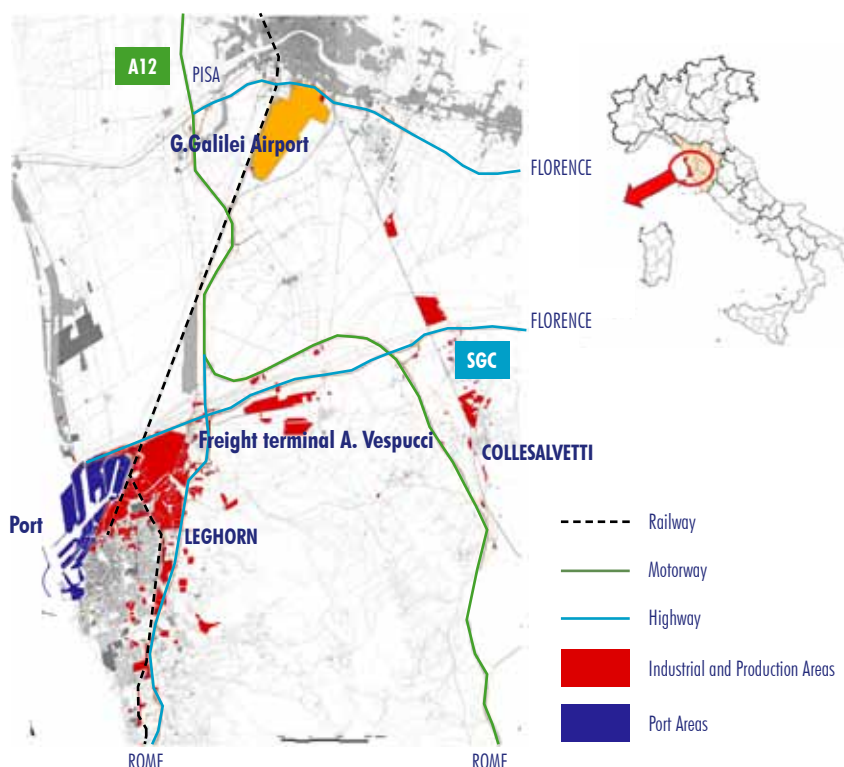 A12
PISA
G.Galilei Airport
FLORENCE
FLORENCE
SGC
Freight terminal A. Vespucci
COLLESALVETTI
Port
LEGHORN
Railway
Motorway
Highway
Industrial and Production Areas
Port Areas
ROME
ROME